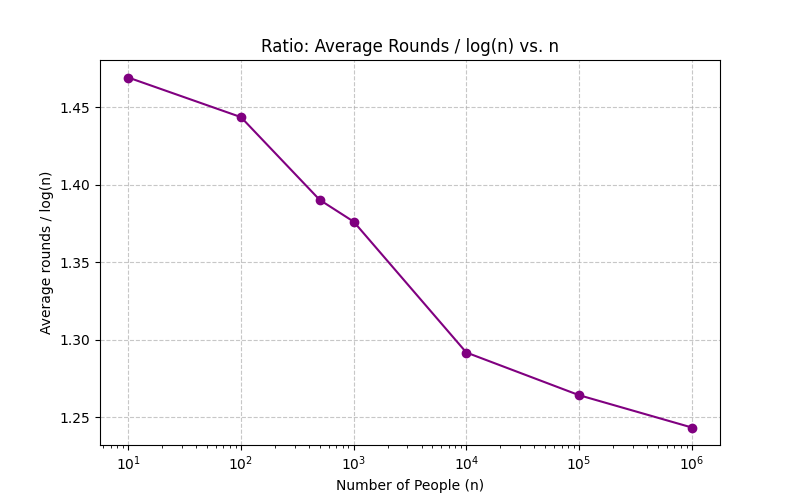 Ratio: Average Rounds / log(n) vs. n
Average rounds / log(n)
1.45
1.40
1.35
1.30
1.25
10¹ 10² 10³ 10⁴ 10⁵ 10⁶
Number of People (n)